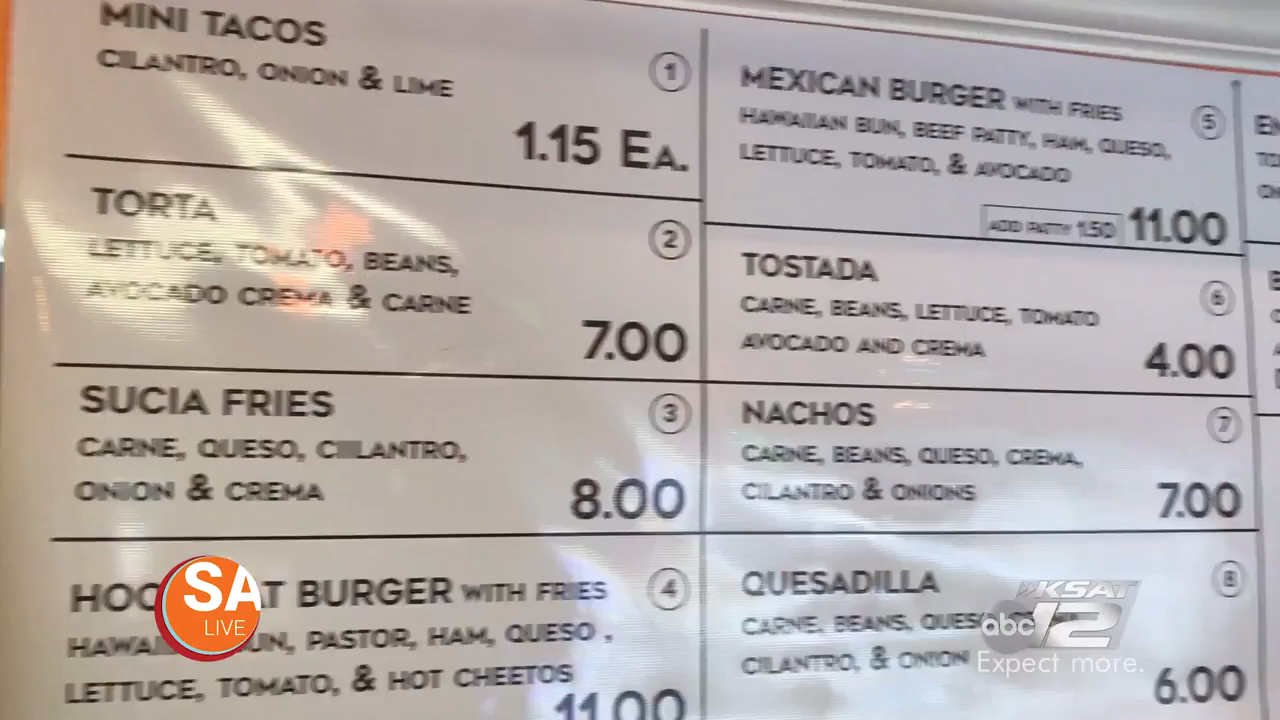 MINI TACOS
CILANTRO, ONION & LIME
1
1.15 EA.
TORTA
LETTUCE, TOMATO, BEANS,
AVOCADO CREMA & CARNE
2
7.00
SUCIA FRIES
CARNE, QUESO, CIILANTRO,
ONION & CREMA
3
8.00
BURGER WITH FRIES
4
PASTOR, HAM, QUESO ,
LETTUCE, TOMATO, & HOT CHEETOS
11.00
MEXICAN BURGER WITH FRIES
5
HAWAIIAN BUN, BEEF PATTY, HAM, QUESO,
LETTUCE, TOMATO, & AVOCADO
ADD PATTY 1.50
11.00
TOSTADA
6
CARNE, BEANS, LETTUCE, TOMATO
AVOCADO AND CREMA
4.00
NACHOS
7
CARNE, BEANS, QUESO, CREMA,
CILANTRO & ONIONS
7.00
QUESADILLA
8
CARNE, BEANS,
CILANTRO, & ONION
6.00
SA
LIVE
KSAT
abc 12
Expect more.